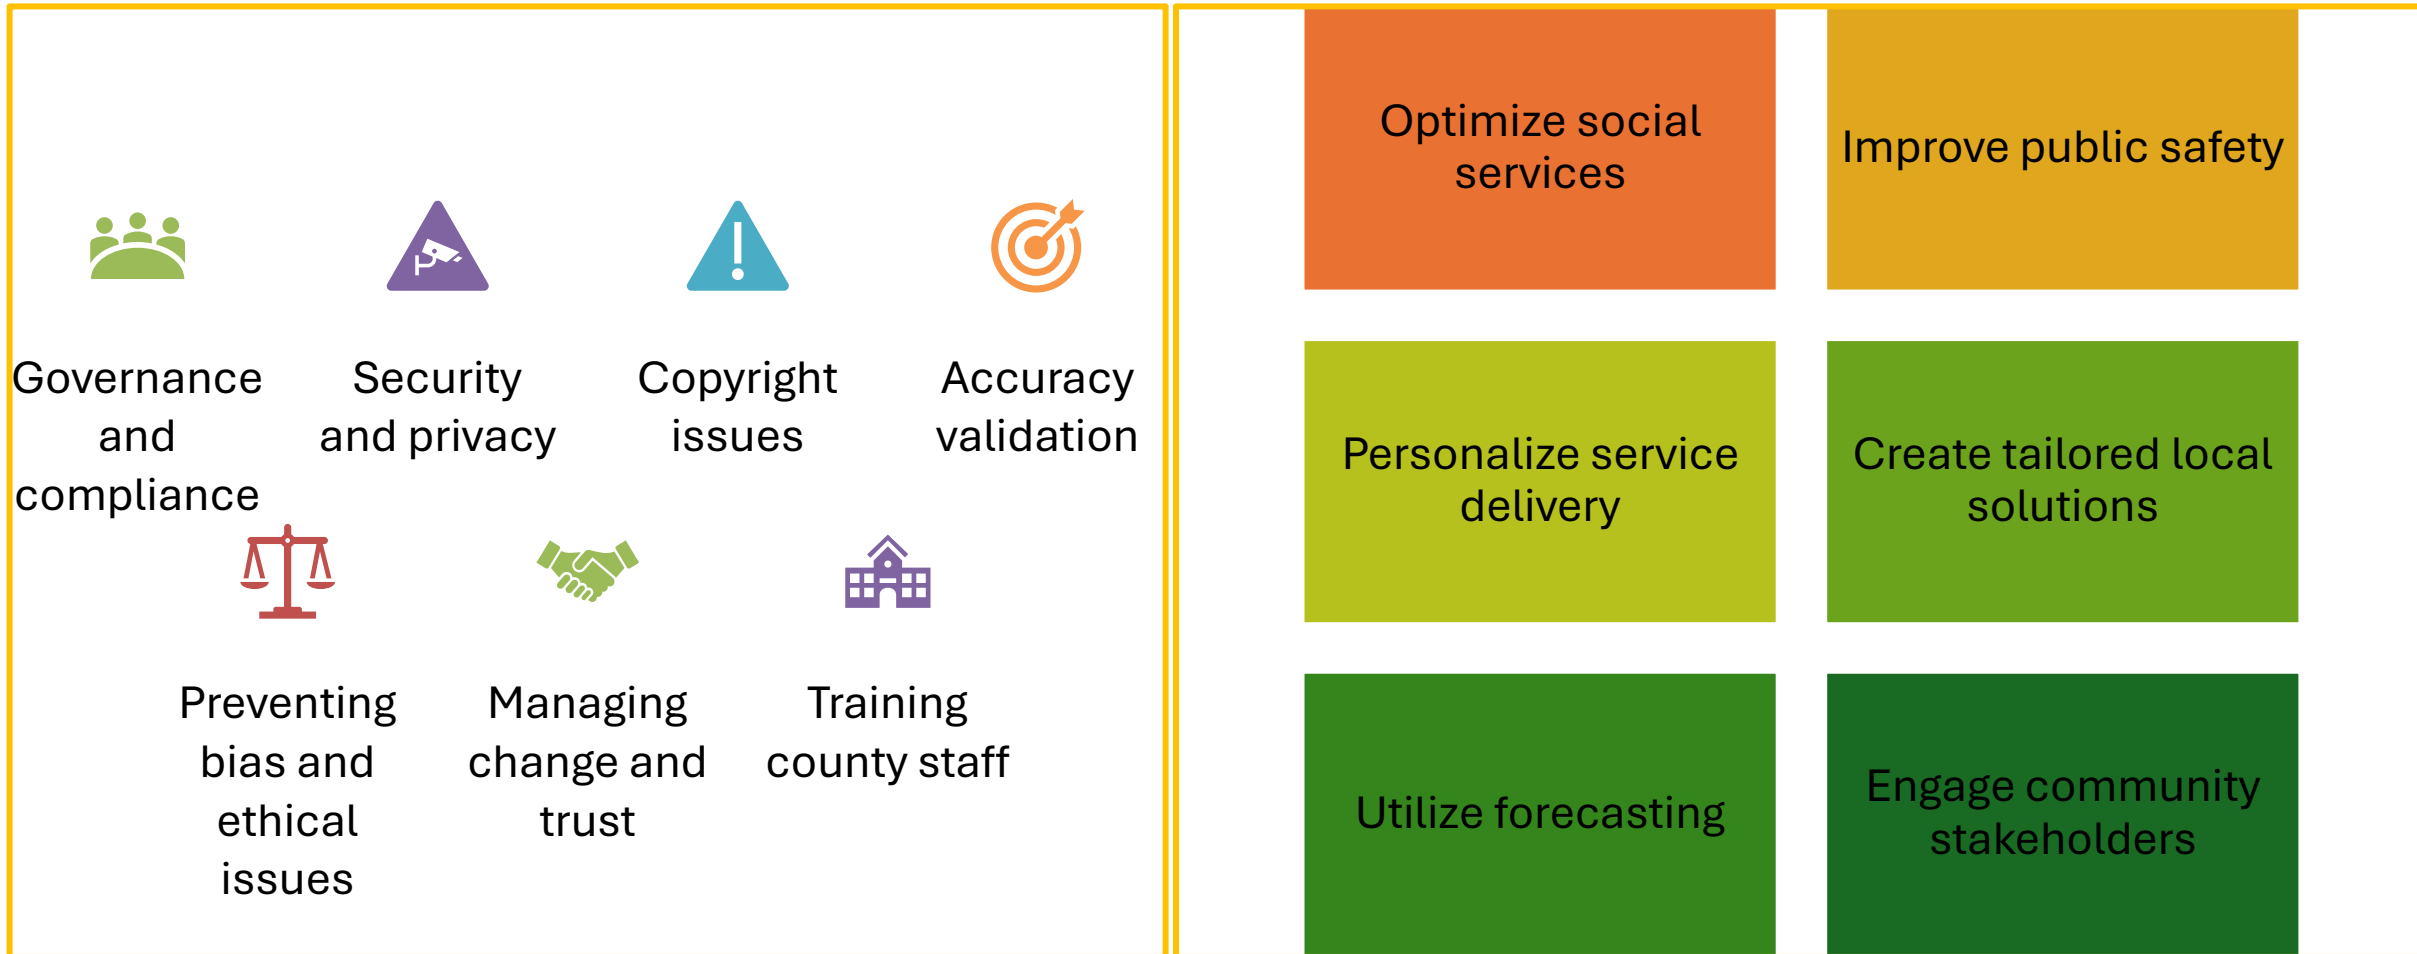 Governance
and
compliance
Security
and privacy
Copyright
issues
Accuracy
validation
Preventing
bias and
ethical
issues
Managing
change and
trust
Training
county staff
Optimize social
services
Improve public safety
Personalize service
delivery
Create tailored local
solutions
Utilize forecasting
Engage community
stakeholders